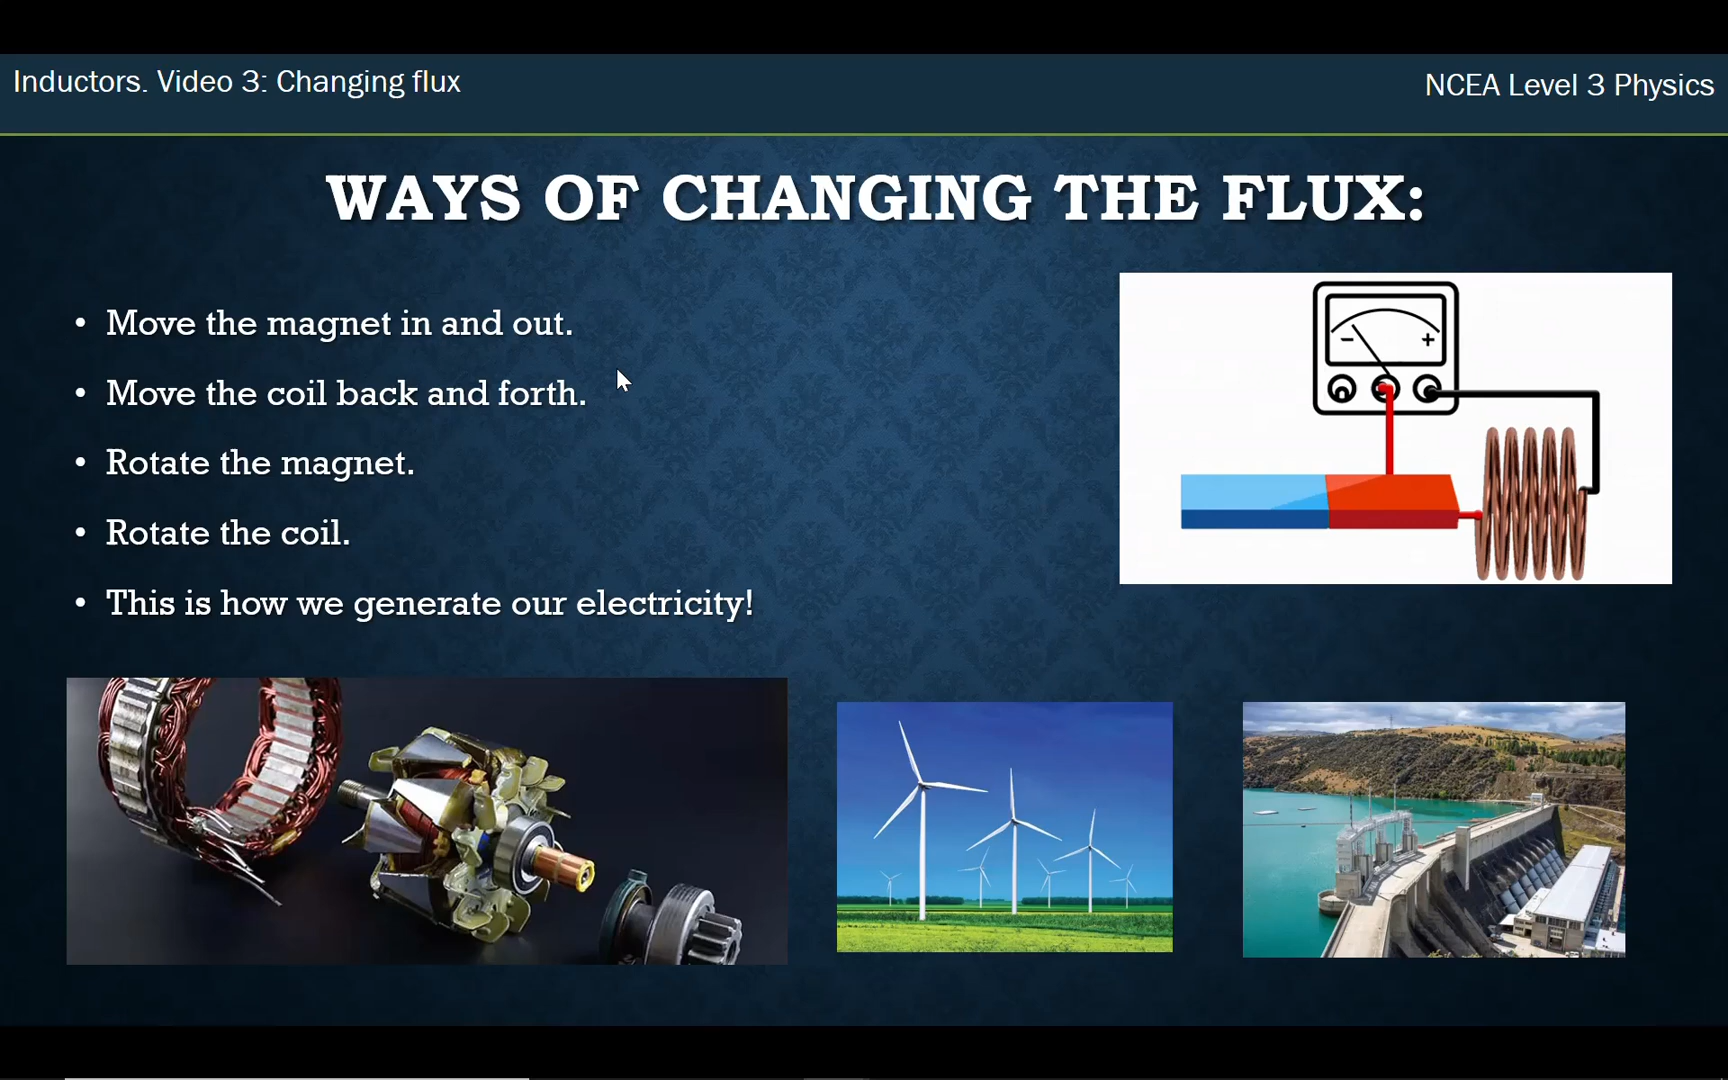 Inductors. Video 3: Changing flux
NCEA Level 3 Physics
WAYS OF CHANGING THE FLUX:
• Move the magnet in and out.
• Move the coil back and forth.
• Rotate the magnet.
• Rotate the coil.
• This is how we generate our electricity!
− +